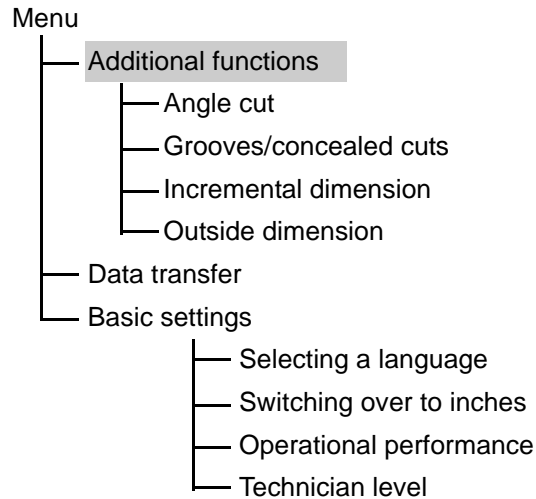 Menu
Additional functions
Angle cut
Grooves/concealed cuts
Incremental dimension
Outside dimension
Data transfer
Basic settings
Selecting a language
Switching over to inches
Operational performance
Technician level